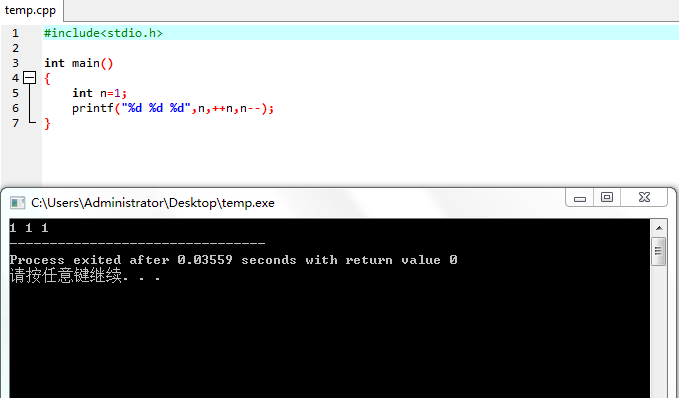 temp.cpp
1 #include<stdio.h>
2
3 int main()
4 {
5 int n=1;
6 printf("%d %d %d",n,++n,n--);
7 }
C:\Users\Administrator\Desktop\temp.exe
1 1 1
--------------------------------
Process exited after 0.03559 seconds with return value 0
请按任意键继续. . .